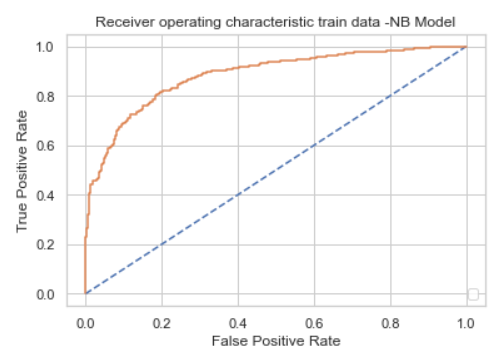 Receiver operating characteristic train data -NB Model
1.0
0.8
0.6
0.4
0.2
0.0
True Positive Rate
0.0 0.2 0.4 0.6 0.8 1.0
False Positive Rate